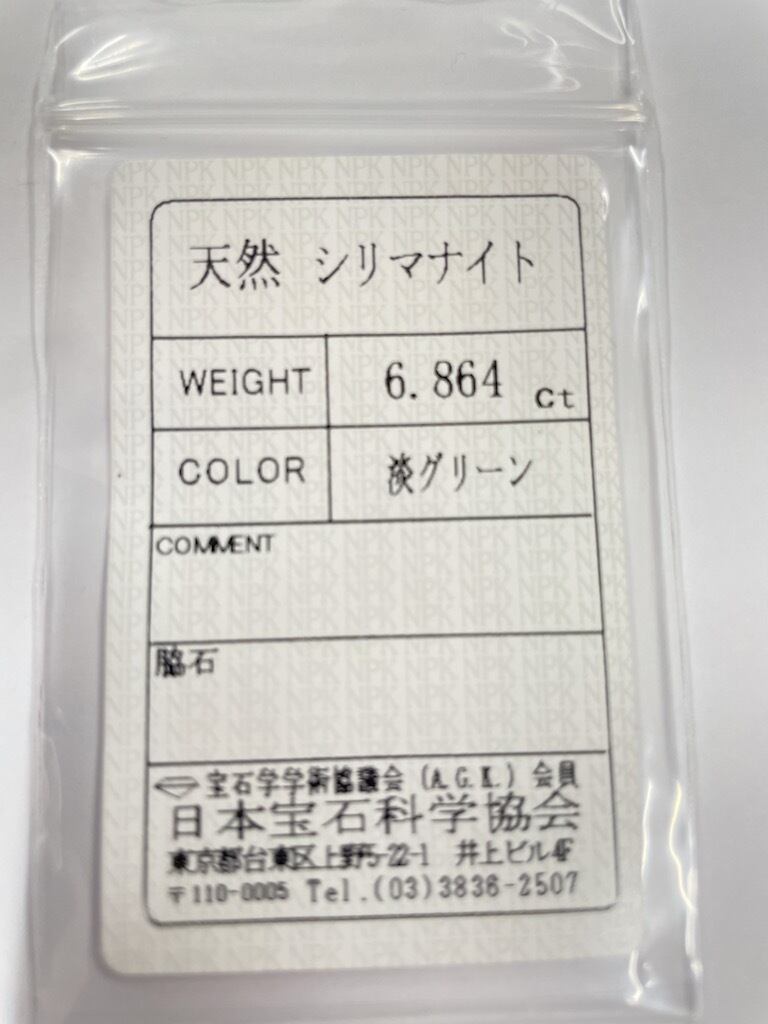 天然 シリマナイト
WEIGHT 6.864 ct
COLOR 淡グリーン
COMMENT
脇石
宝石学学術協議会 (A.G.K.) 会員
日本宝石科学協会
東京都台東区上野5-22-1 井上ビル4F
〒110-0005 Tel.(03)3836-2507